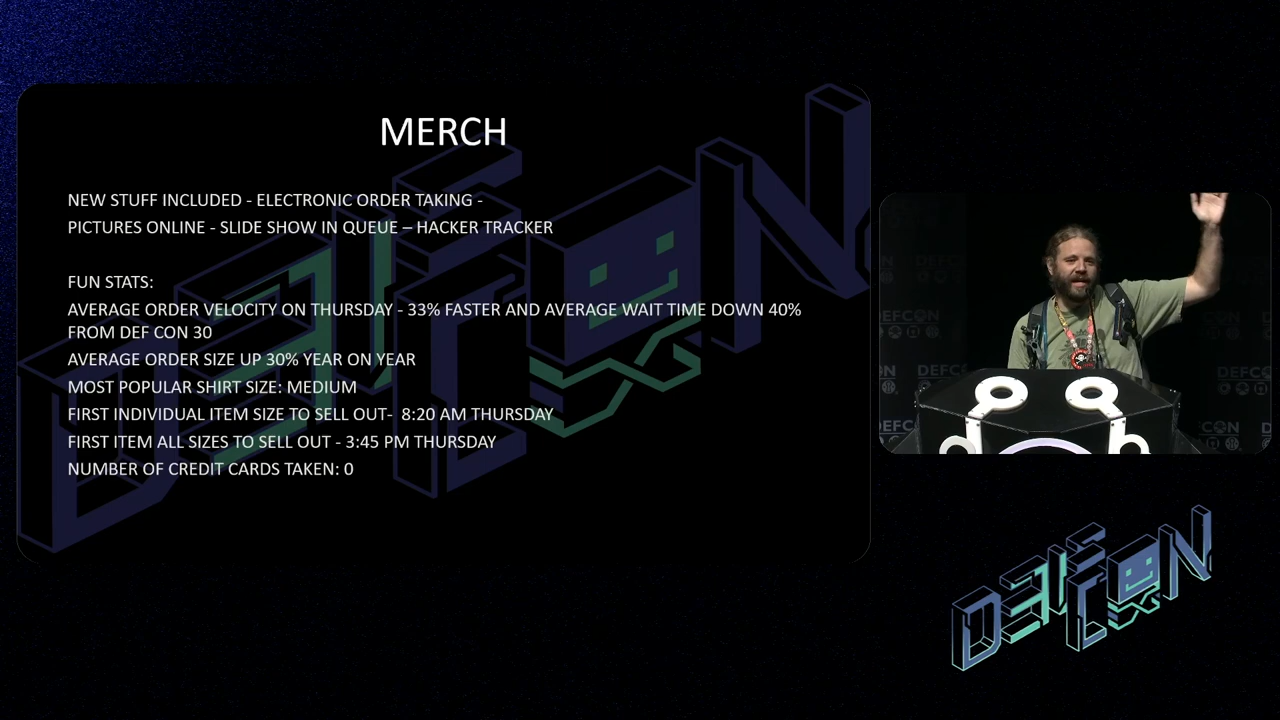 MERCH
NEW STUFF INCLUDED - ELECTRONIC ORDER TAKING -
PICTURES ONLINE - SLIDE SHOW IN QUEUE – HACKER TRACKER
FUN STATS:
AVERAGE ORDER VELOCITY ON THURSDAY - 33% FASTER AND AVERAGE WAIT TIME DOWN 40%
FROM DEF CON 30
AVERAGE ORDER SIZE UP 30% YEAR ON YEAR
MOST POPULAR SHIRT SIZE: MEDIUM
FIRST INDIVIDUAL ITEM SIZE TO SELL OUT- 8:20 AM THURSDAY
FIRST ITEM ALL SIZES TO SELL OUT - 3:45 PM THURSDAY
NUMBER OF CREDIT CARDS TAKEN: 0
DEFCON
DEF CON